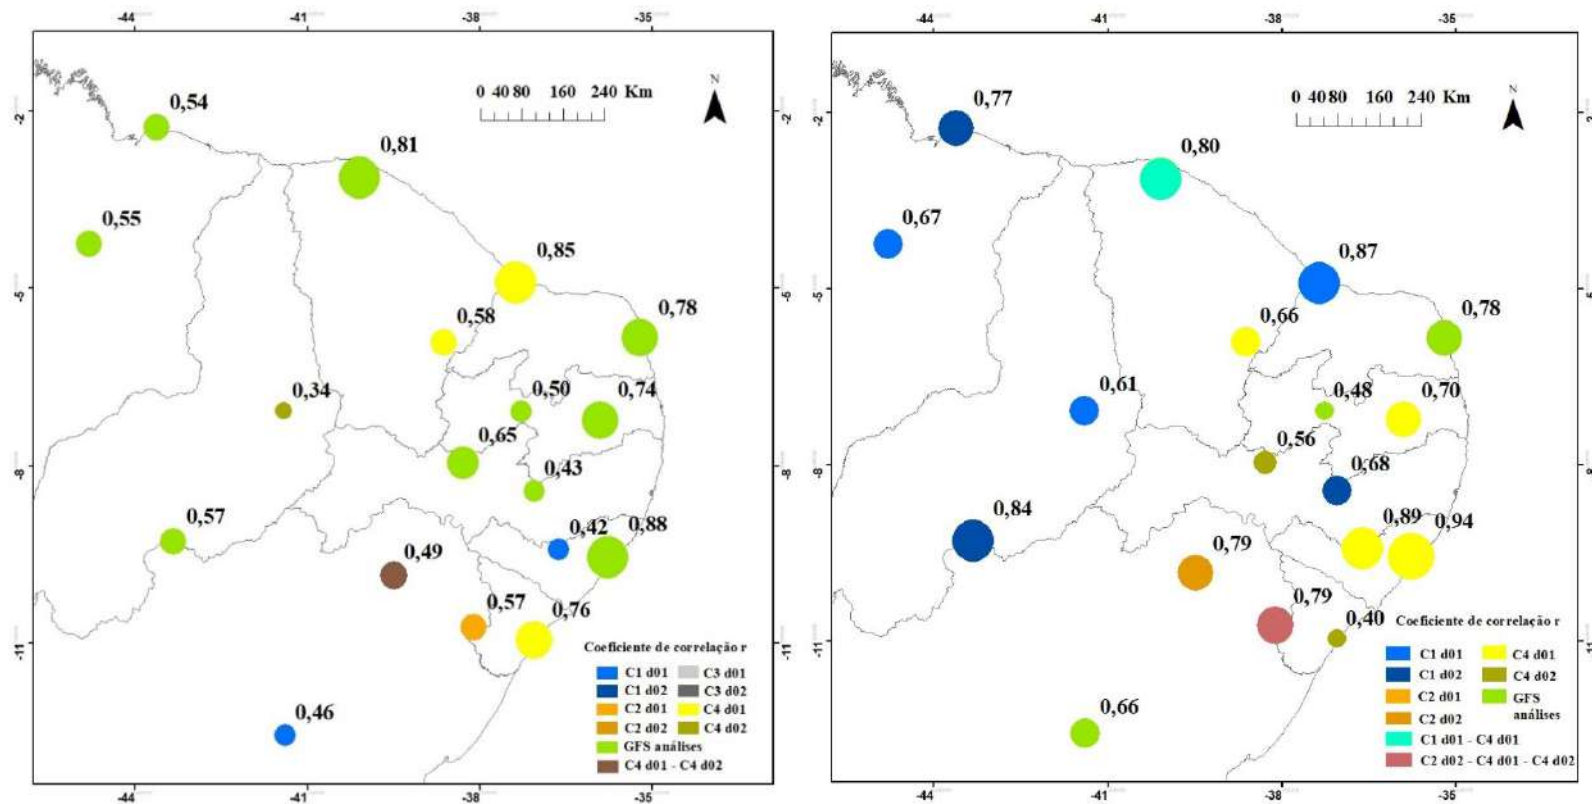 -44 -41 -38 -35
0 40 80 160 240 Km
N
0,54
0,81
0,55
0,85
0,58
0,78
0,34
0,50
0,74
0,65
0,43
0,57
0,42
0,88
0,49
0,57
0,76
0,46
-2
-5
-8
-11
-2
-5
-8
-11
Coeficiente de correlação r
C1 d01 C3 d01
C1 d02 C3 d02
C2 d01 C4 d01
C2 d02 C4 d02
GFS análises
C4 d01 - C4 d02
-44 -41 -38 -35
-44 -41 -38 -35
0 40 80 160 240 Km
N
0,77
0,80
0,67
0,87
0,66
0,78
0,61
0,48
0,70
0,56
0,68
0,84
0,89
0,94
0,79
0,79
0,40
0,66
-2
-5
-8
-11
Coeficiente de correlação r
C1 d01 C4 d01
C1 d02 C4 d02
C2 d01 GFS
análises
C2 d02
C1 d01 - C4 d01
C2 d02 - C4 d01 - C4 d02
-44 -41 -38 -35